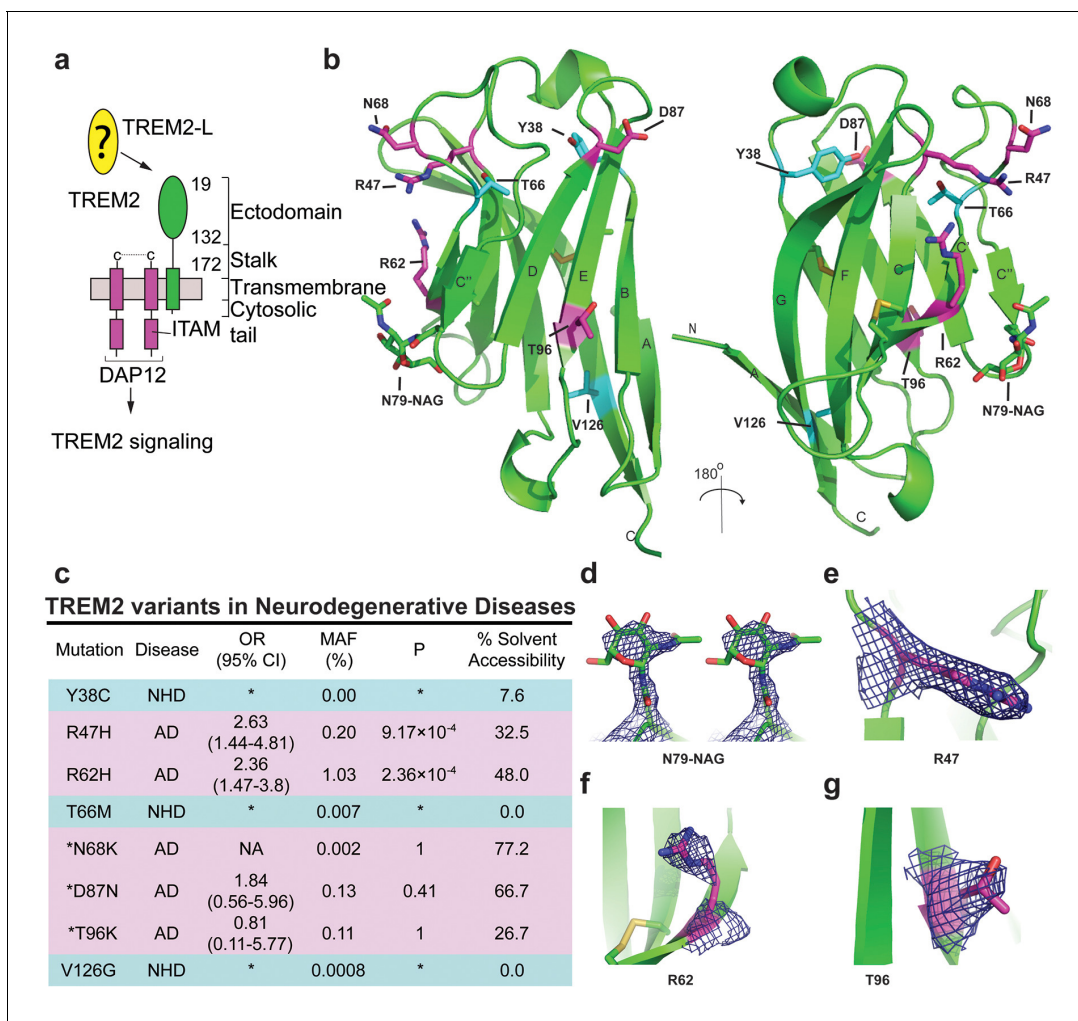 a
?
TREM2-L
TREM2
19
Ectodomain
132
Stalk
172
Transmembrane
Cytosolic
tail
C C
ITAM
DAP12
TREM2 signaling
b
N68
Y38
D87
R47
T66
R62
D
E
B
C''
A
T96
N79-NAG
V126
C
180o
N68
D87
Y38
R47
T66
C'
C
F
G
C''
N
A
R62
T96
N79-NAG
V126
C
c
TREM2 variants in Neurodegenerative Diseases
Mutation Disease OR (95% CI) MAF (%) P % Solvent Accessibility
Y38C NHD * 0.00 * 7.6
R47H AD 2.63 (1.44-4.81) 0.20 9.17×10-4 32.5
R62H AD 2.36 (1.47-3.8) 1.03 2.36×10-4 48.0
T66M NHD * 0.007 * 0.0
*N68K AD NA 0.002 1 77.2
*D87N AD 1.84 (0.56-5.96) 0.13 0.41 66.7
*T96K AD 0.81 (0.11-5.77) 0.11 1 26.7
V126G NHD * 0.0008 * 0.0
d
N79-NAG
e
R47
f
R62
g
T96